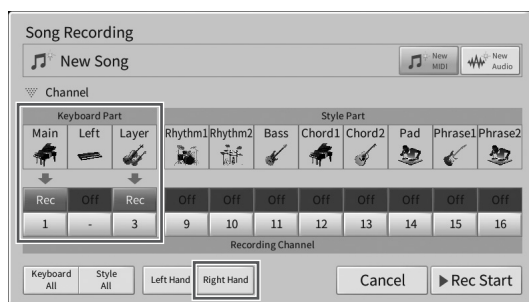 Song Recording
New Song
New MIDI
New Audio
Channel
Keyboard Part Style Part
Main Left Layer Rhythm1 Rhythm2 Bass Chord1 Chord2 Pad Phrase1 Phrase2
Rec Off Rec Off Off Off Off Off Off Off Off
1 - 3 9 10 11 12 13 14 15 16
Recording Channel
Keyboard All
Style All
Left Hand
Right Hand
Cancel
Rec Start